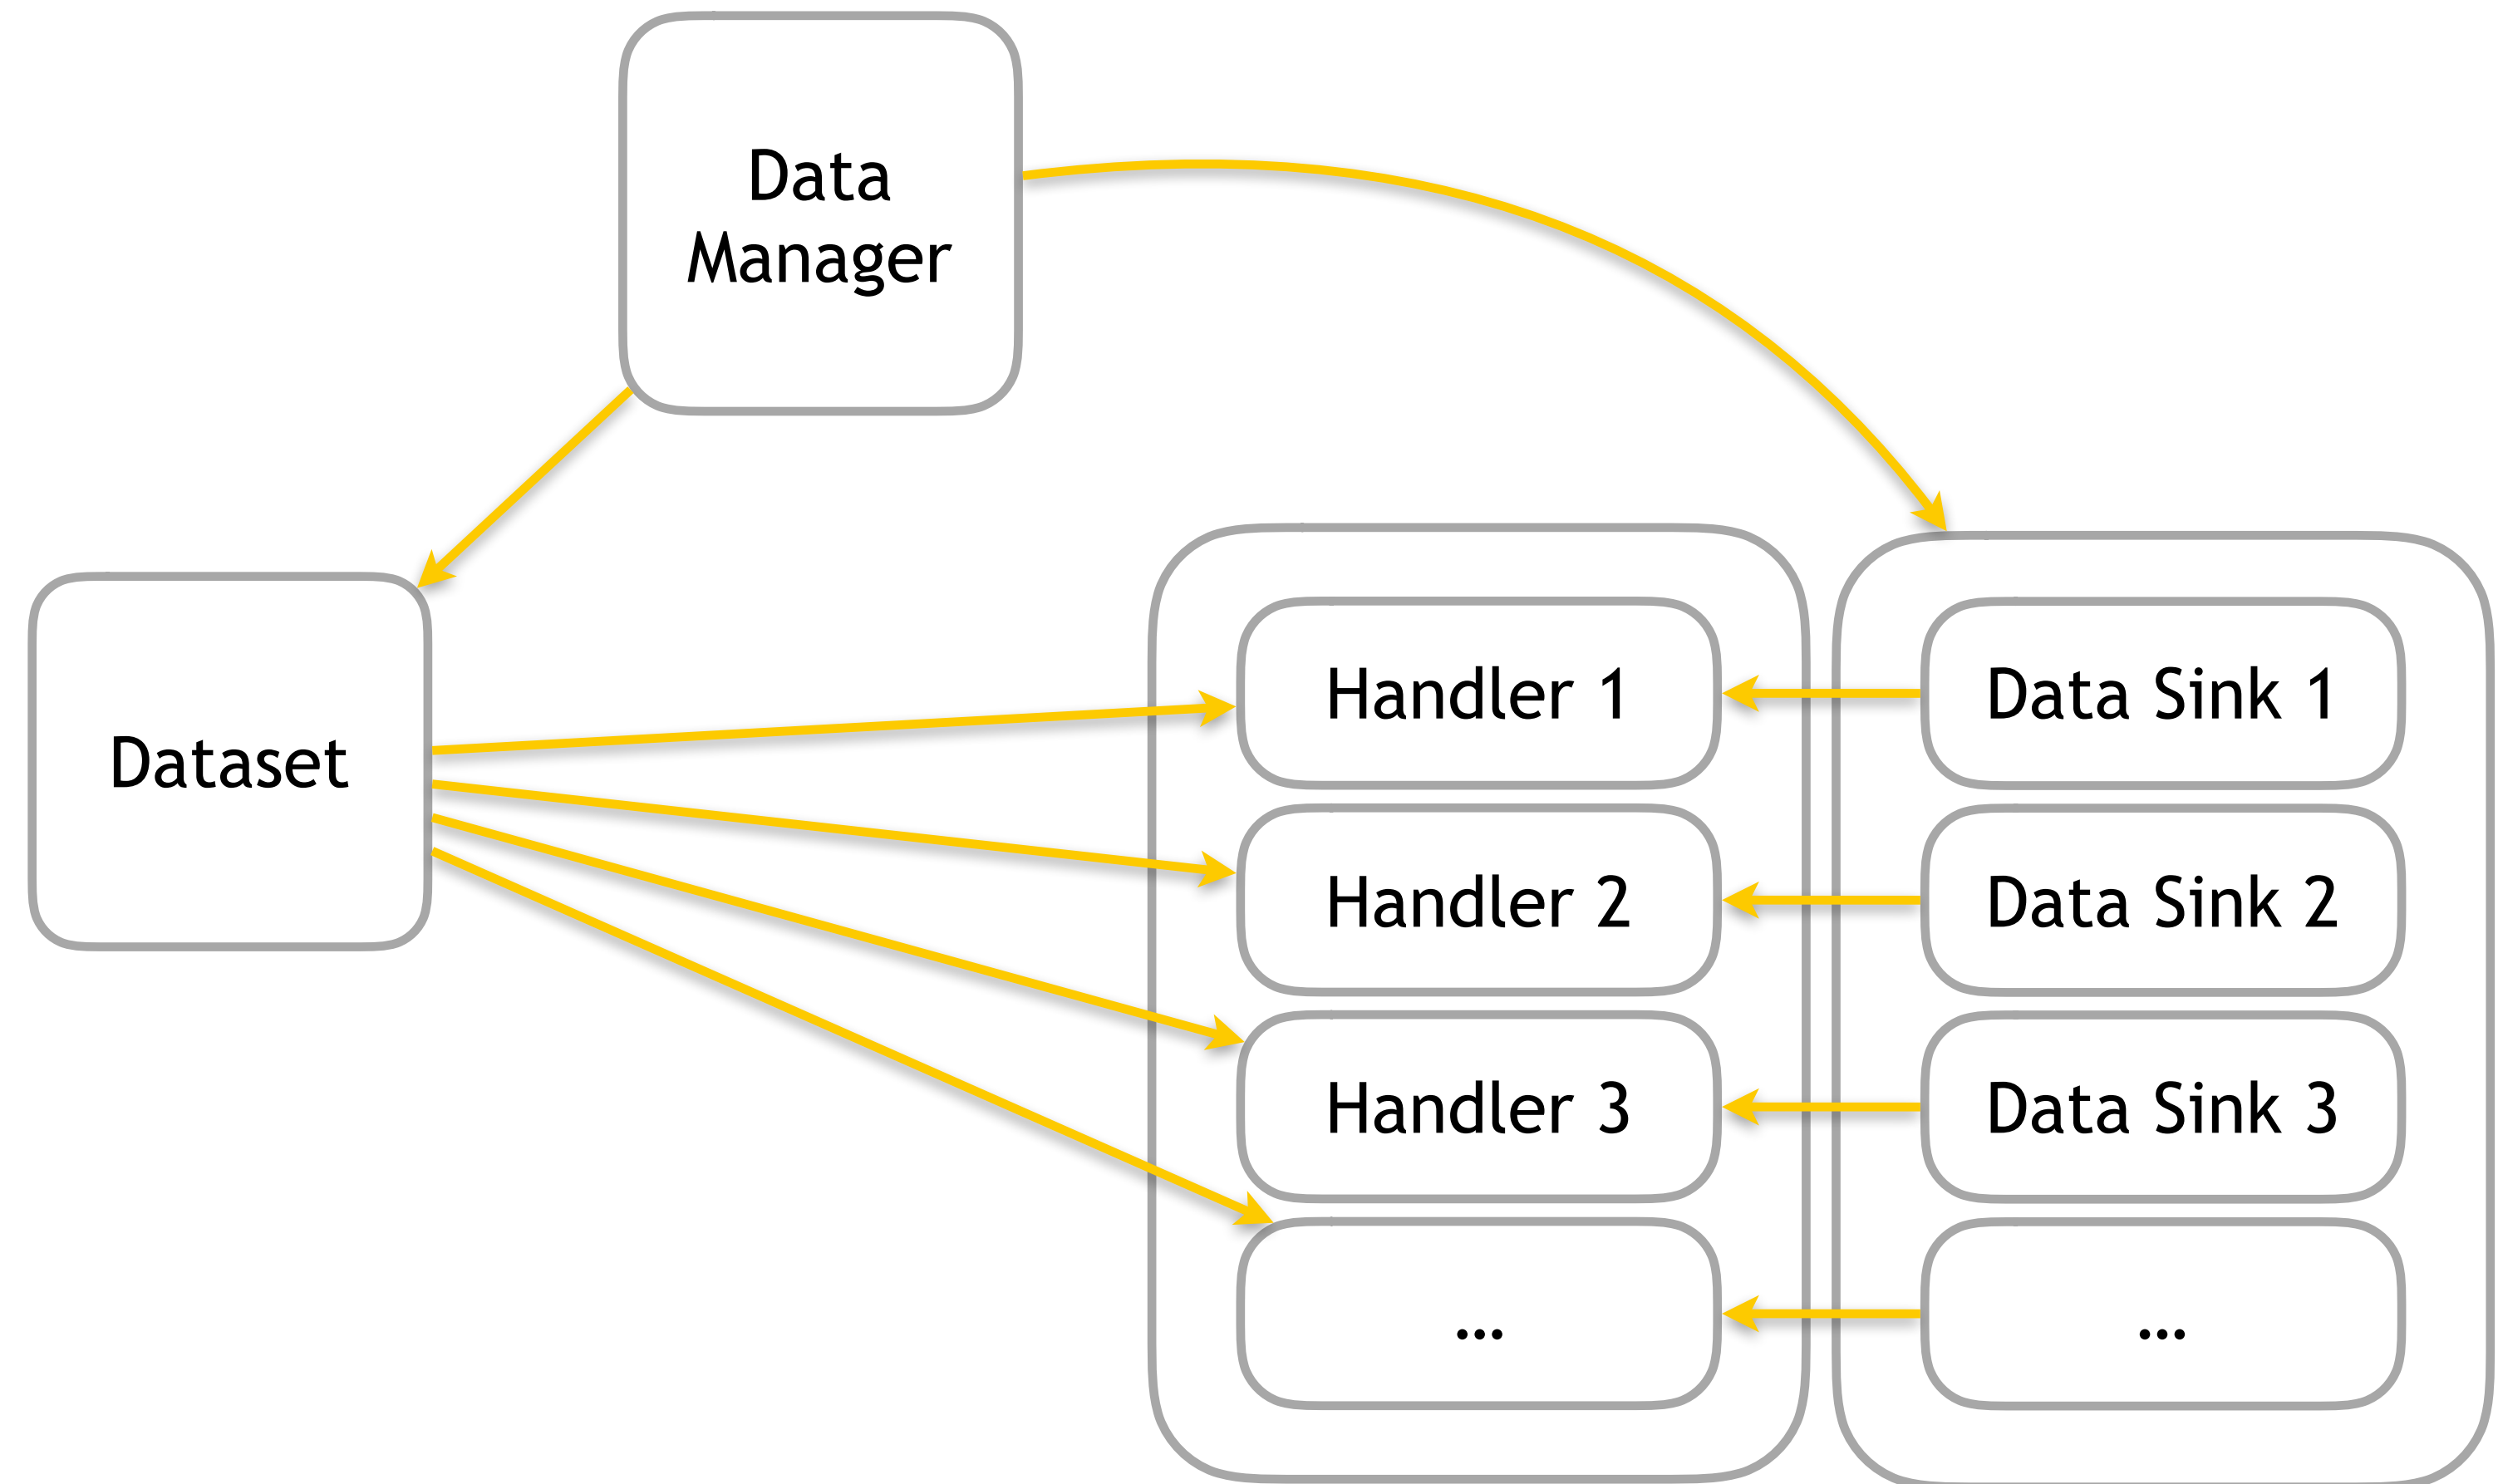 Data
Manager
Dataset
Handler 1
Handler 2
Handler 3
...
Data Sink 1
Data Sink 2
Data Sink 3
...